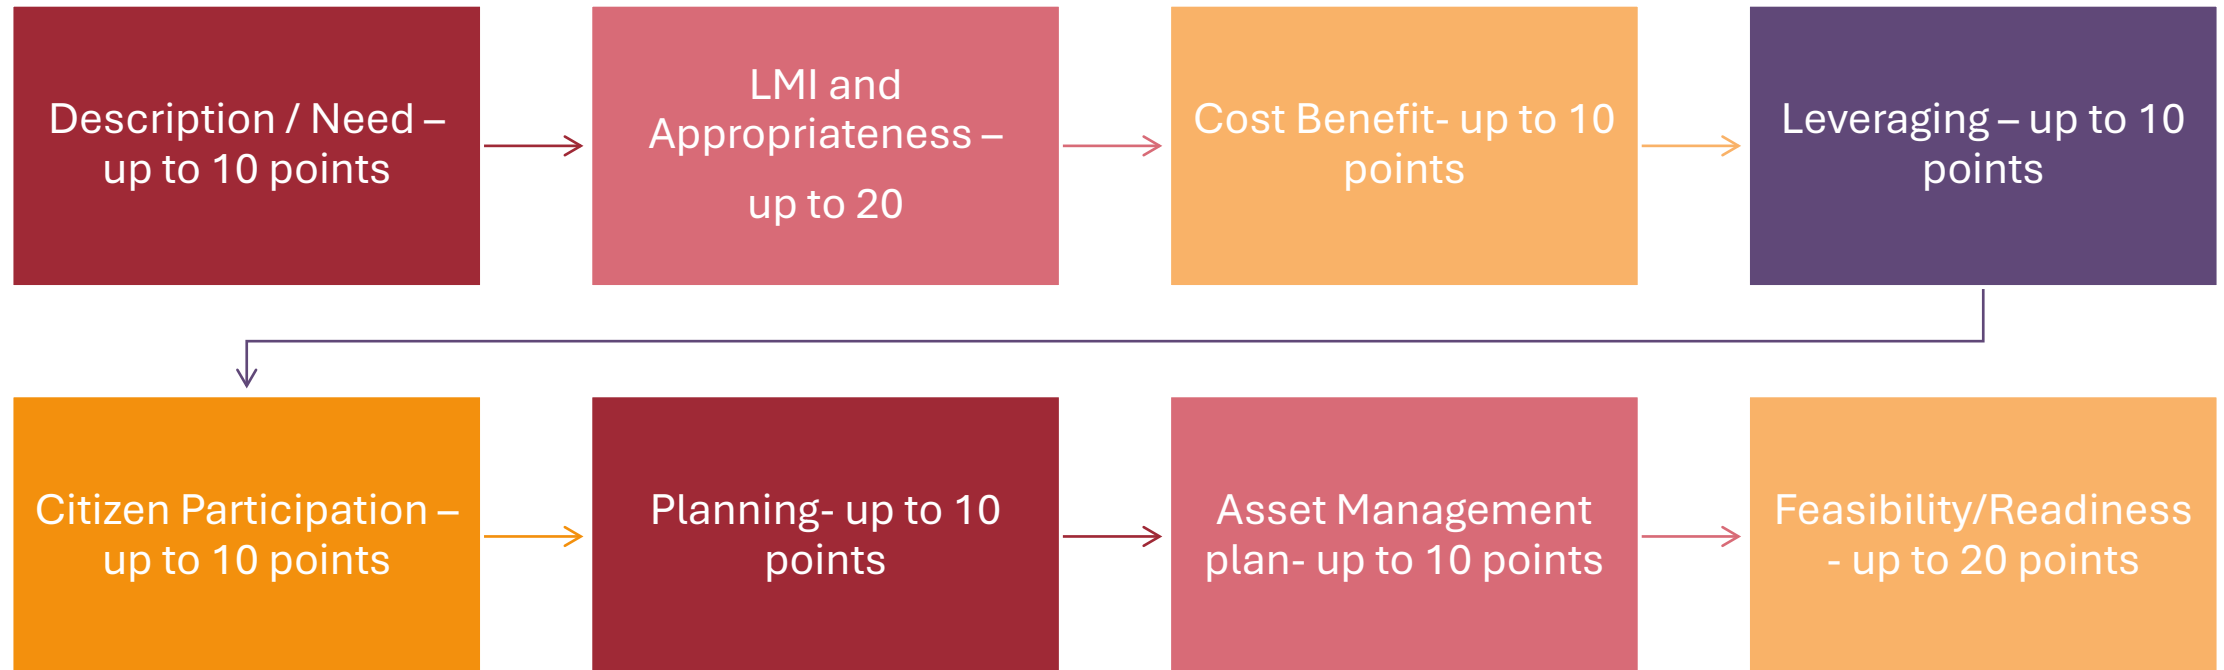 Description / Need –
up to 10 points
LMI and
Appropriateness –
up to 20
Cost Benefit- up to 10
points
Leveraging – up to 10
points
Citizen Participation –
up to 10 points
Planning- up to 10
points
Asset Management
plan- up to 10 points
Feasibility/Readiness
- up to 20 points